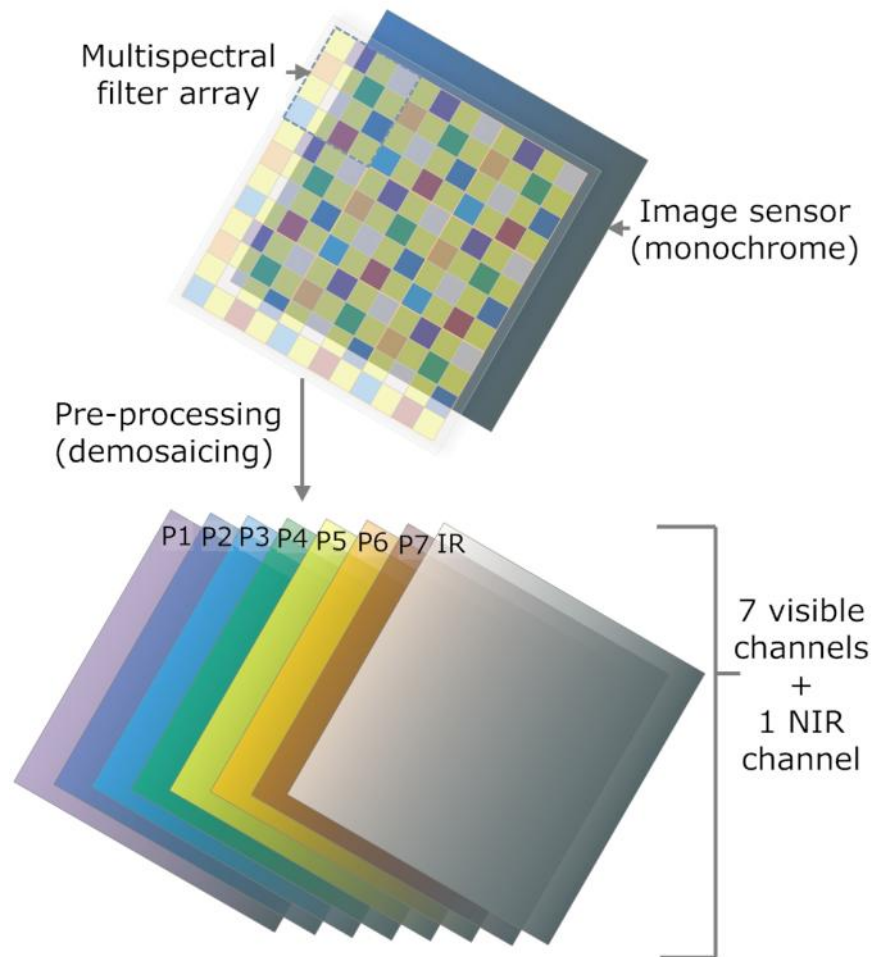 Multispectral
filter array
Image sensor
(monochrome)
Pre-processing
(demosaicing)
P1 P2 P3 P4 P5 P6 P7 IR
7 visible
channels
+
1 NIR
channel